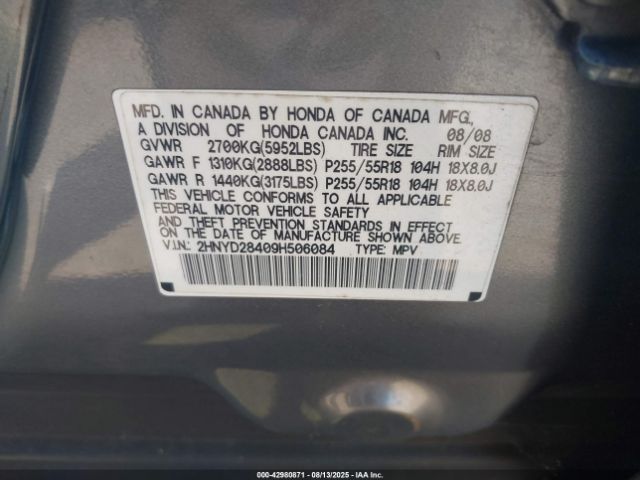 MFD. IN CANADA BY HONDA OF CANADA MFG.,
A DIVISION OF HONDA CANADA INC. 08/08
GVWR 2700KG(5952LBS) TIRE SIZE RIM SIZE
GAWR F 1310KG(2888LBS) P255/55R18 104H 18X8.0J
GAWR R 1440KG(3175LBS) P255/55R18 104H 18X8.0J
THIS VEHICLE CONFORMS TO ALL APPLICABLE
FEDERAL MOTOR VEHICLE SAFETY
AND THEFT PREVENTION STANDARDS IN EFFECT
ON THE DATE OF MANUFACTURE SHOWN ABOVE.
V.I.N.: 2HNYD28409H506084 TYPE: MPV
000-42980871 - 08/13/2025 - IAA Inc.